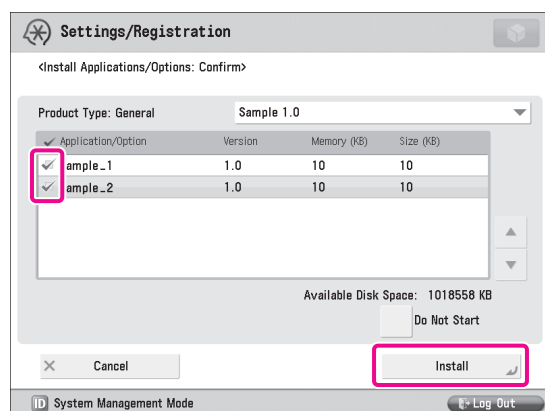 Settings/Registration
<Install Applications/Options: Confirm>
Product Type: General Sample 1.0
Application/Option Version Memory (KB) Size (KB)
ample_1 1.0 10 10
ample_2 1.0 10 10
Available Disk Space: 1018558 KB
Do Not Start
Cancel Install
ID System Management Mode Log Out